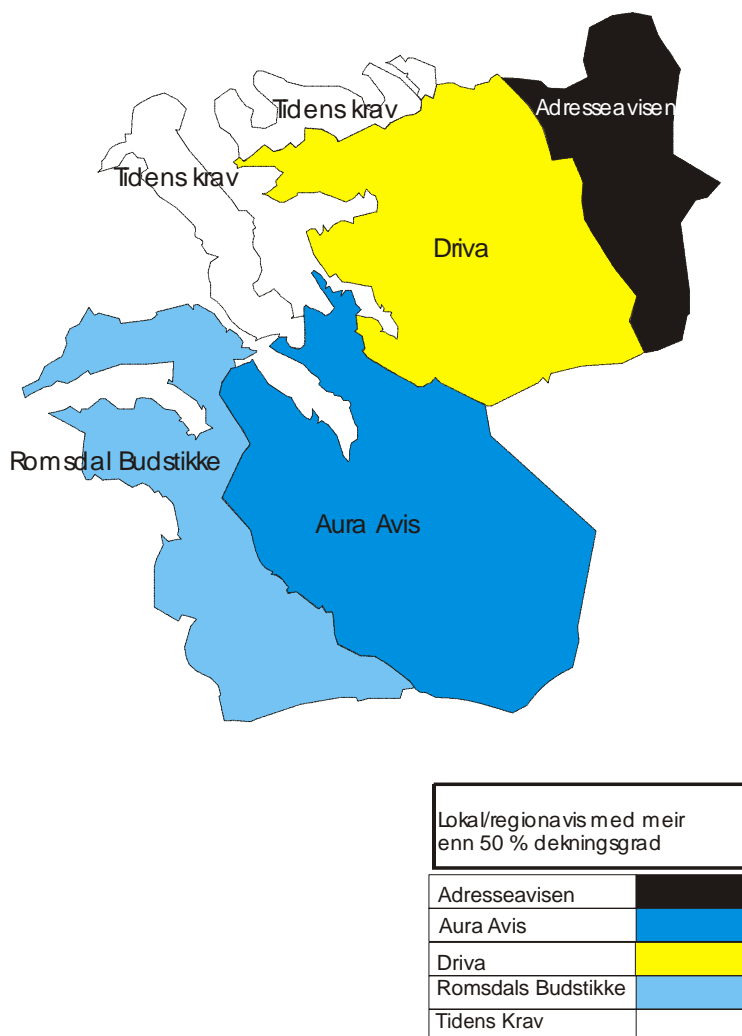 Tidens krav
Adresseavisen
Tidens krav
Driva
Romsdal Budstikke
Aura Avis
Lokal/regionavis med meir
enn 50 % dekningsgrad
Adresseavisen
Aura Avis
Driva
Romsdals Budstikke
Tidens Krav